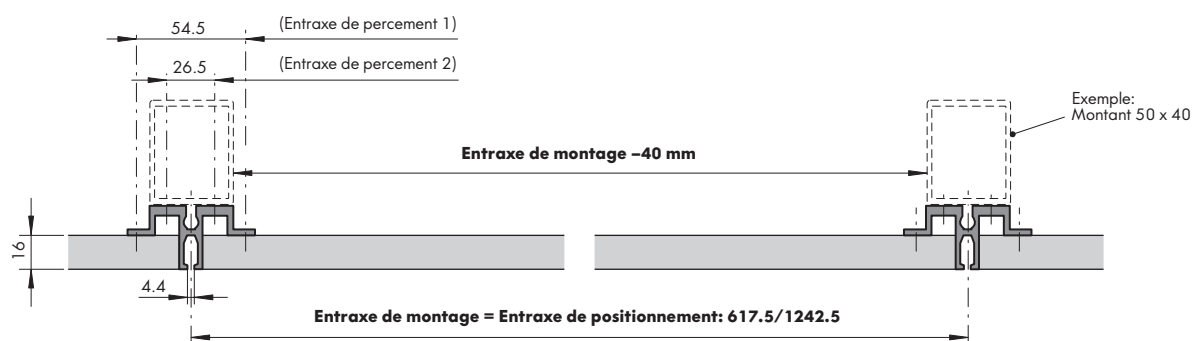 54.5 (Entraxe de percement 1)
26.5 (Entraxe de percement 2)
Exemple:
Montant 50 x 40
Entraxe de montage –40 mm
16
4.4
Entraxe de montage = Entraxe de positionnement: 617.5/1242.5